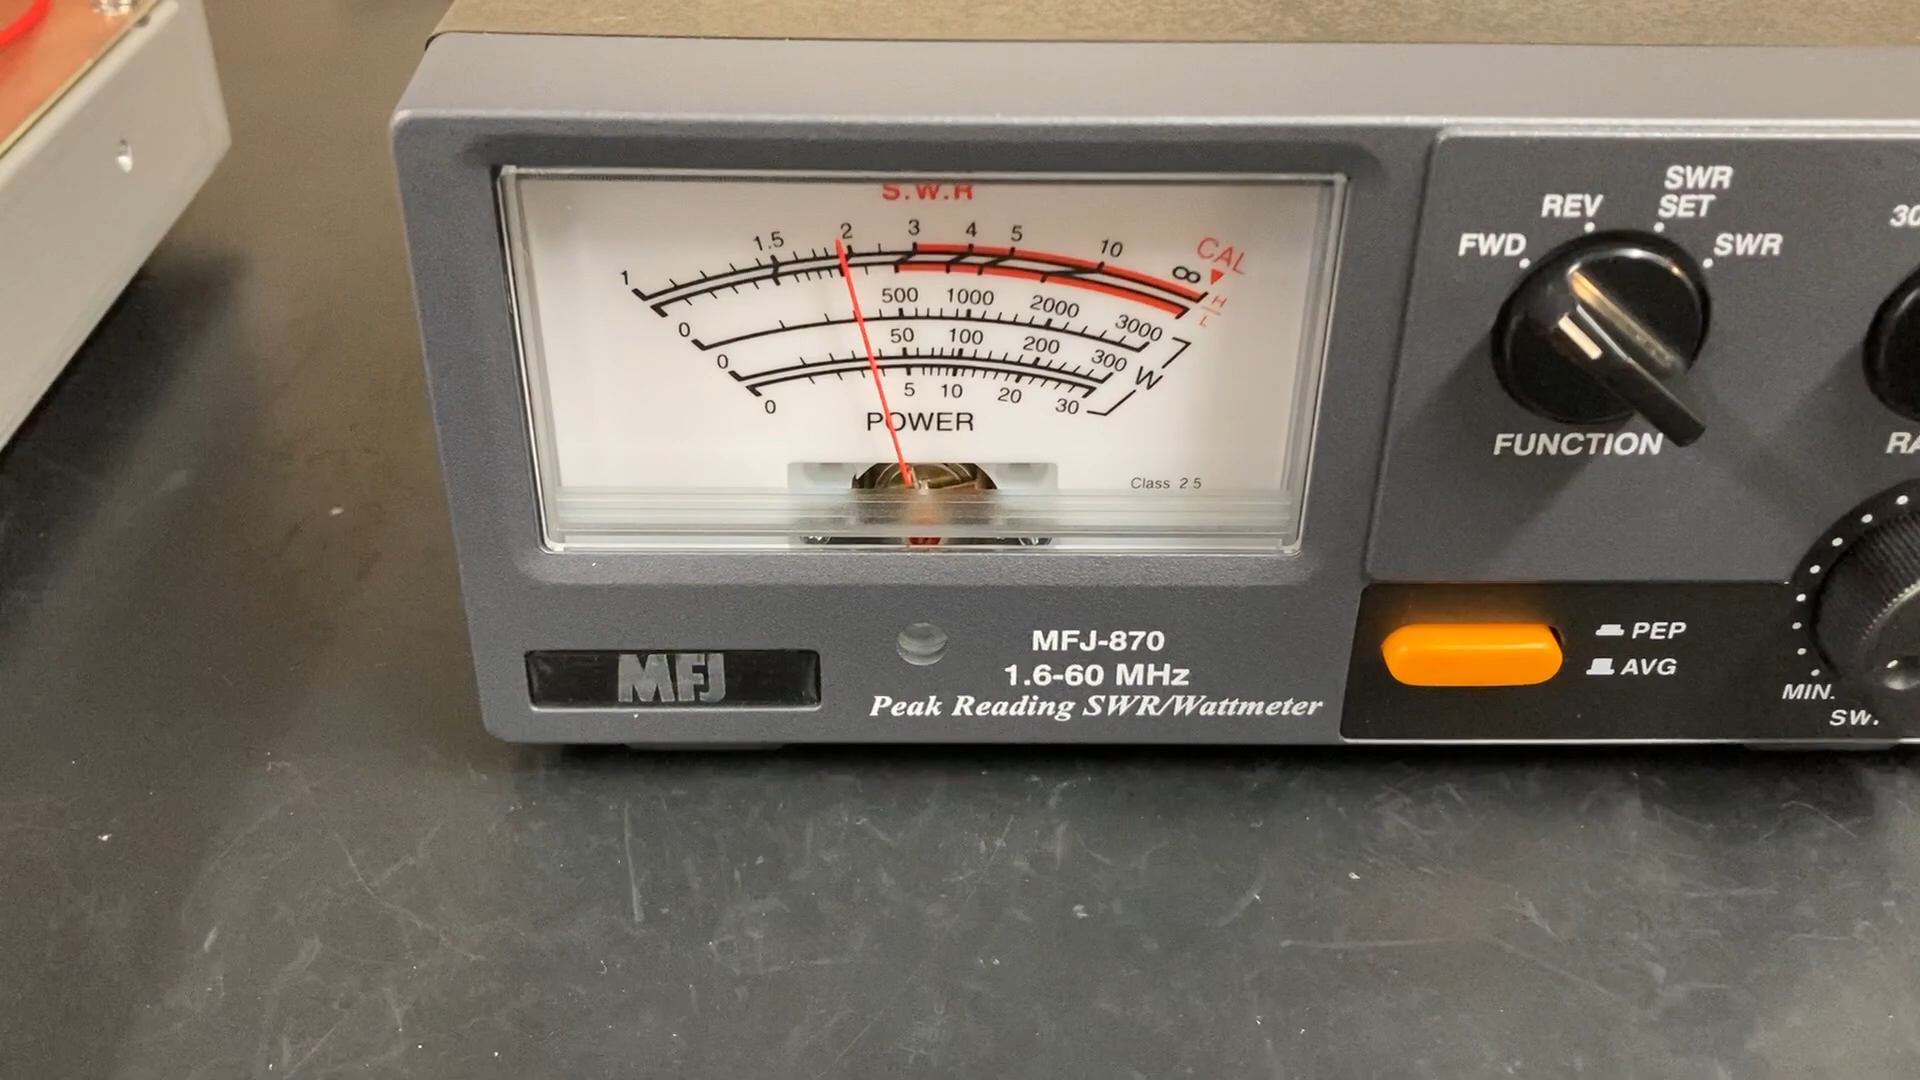 S.W.R
1 1.5 2 3 4 5 10 ∞ CAL
H
L
0 500 1000 2000 3000
0 50 100 200 300 W
0 5 10 20 30
POWER
Class 2.5
MFJ
MFJ-870
1.6-60 MHz
Peak Reading SWR/Wattmeter
FWD
REV
SWR
SET
SWR
FUNCTION
PEP
AVG
MIN.
SW.
30
RA